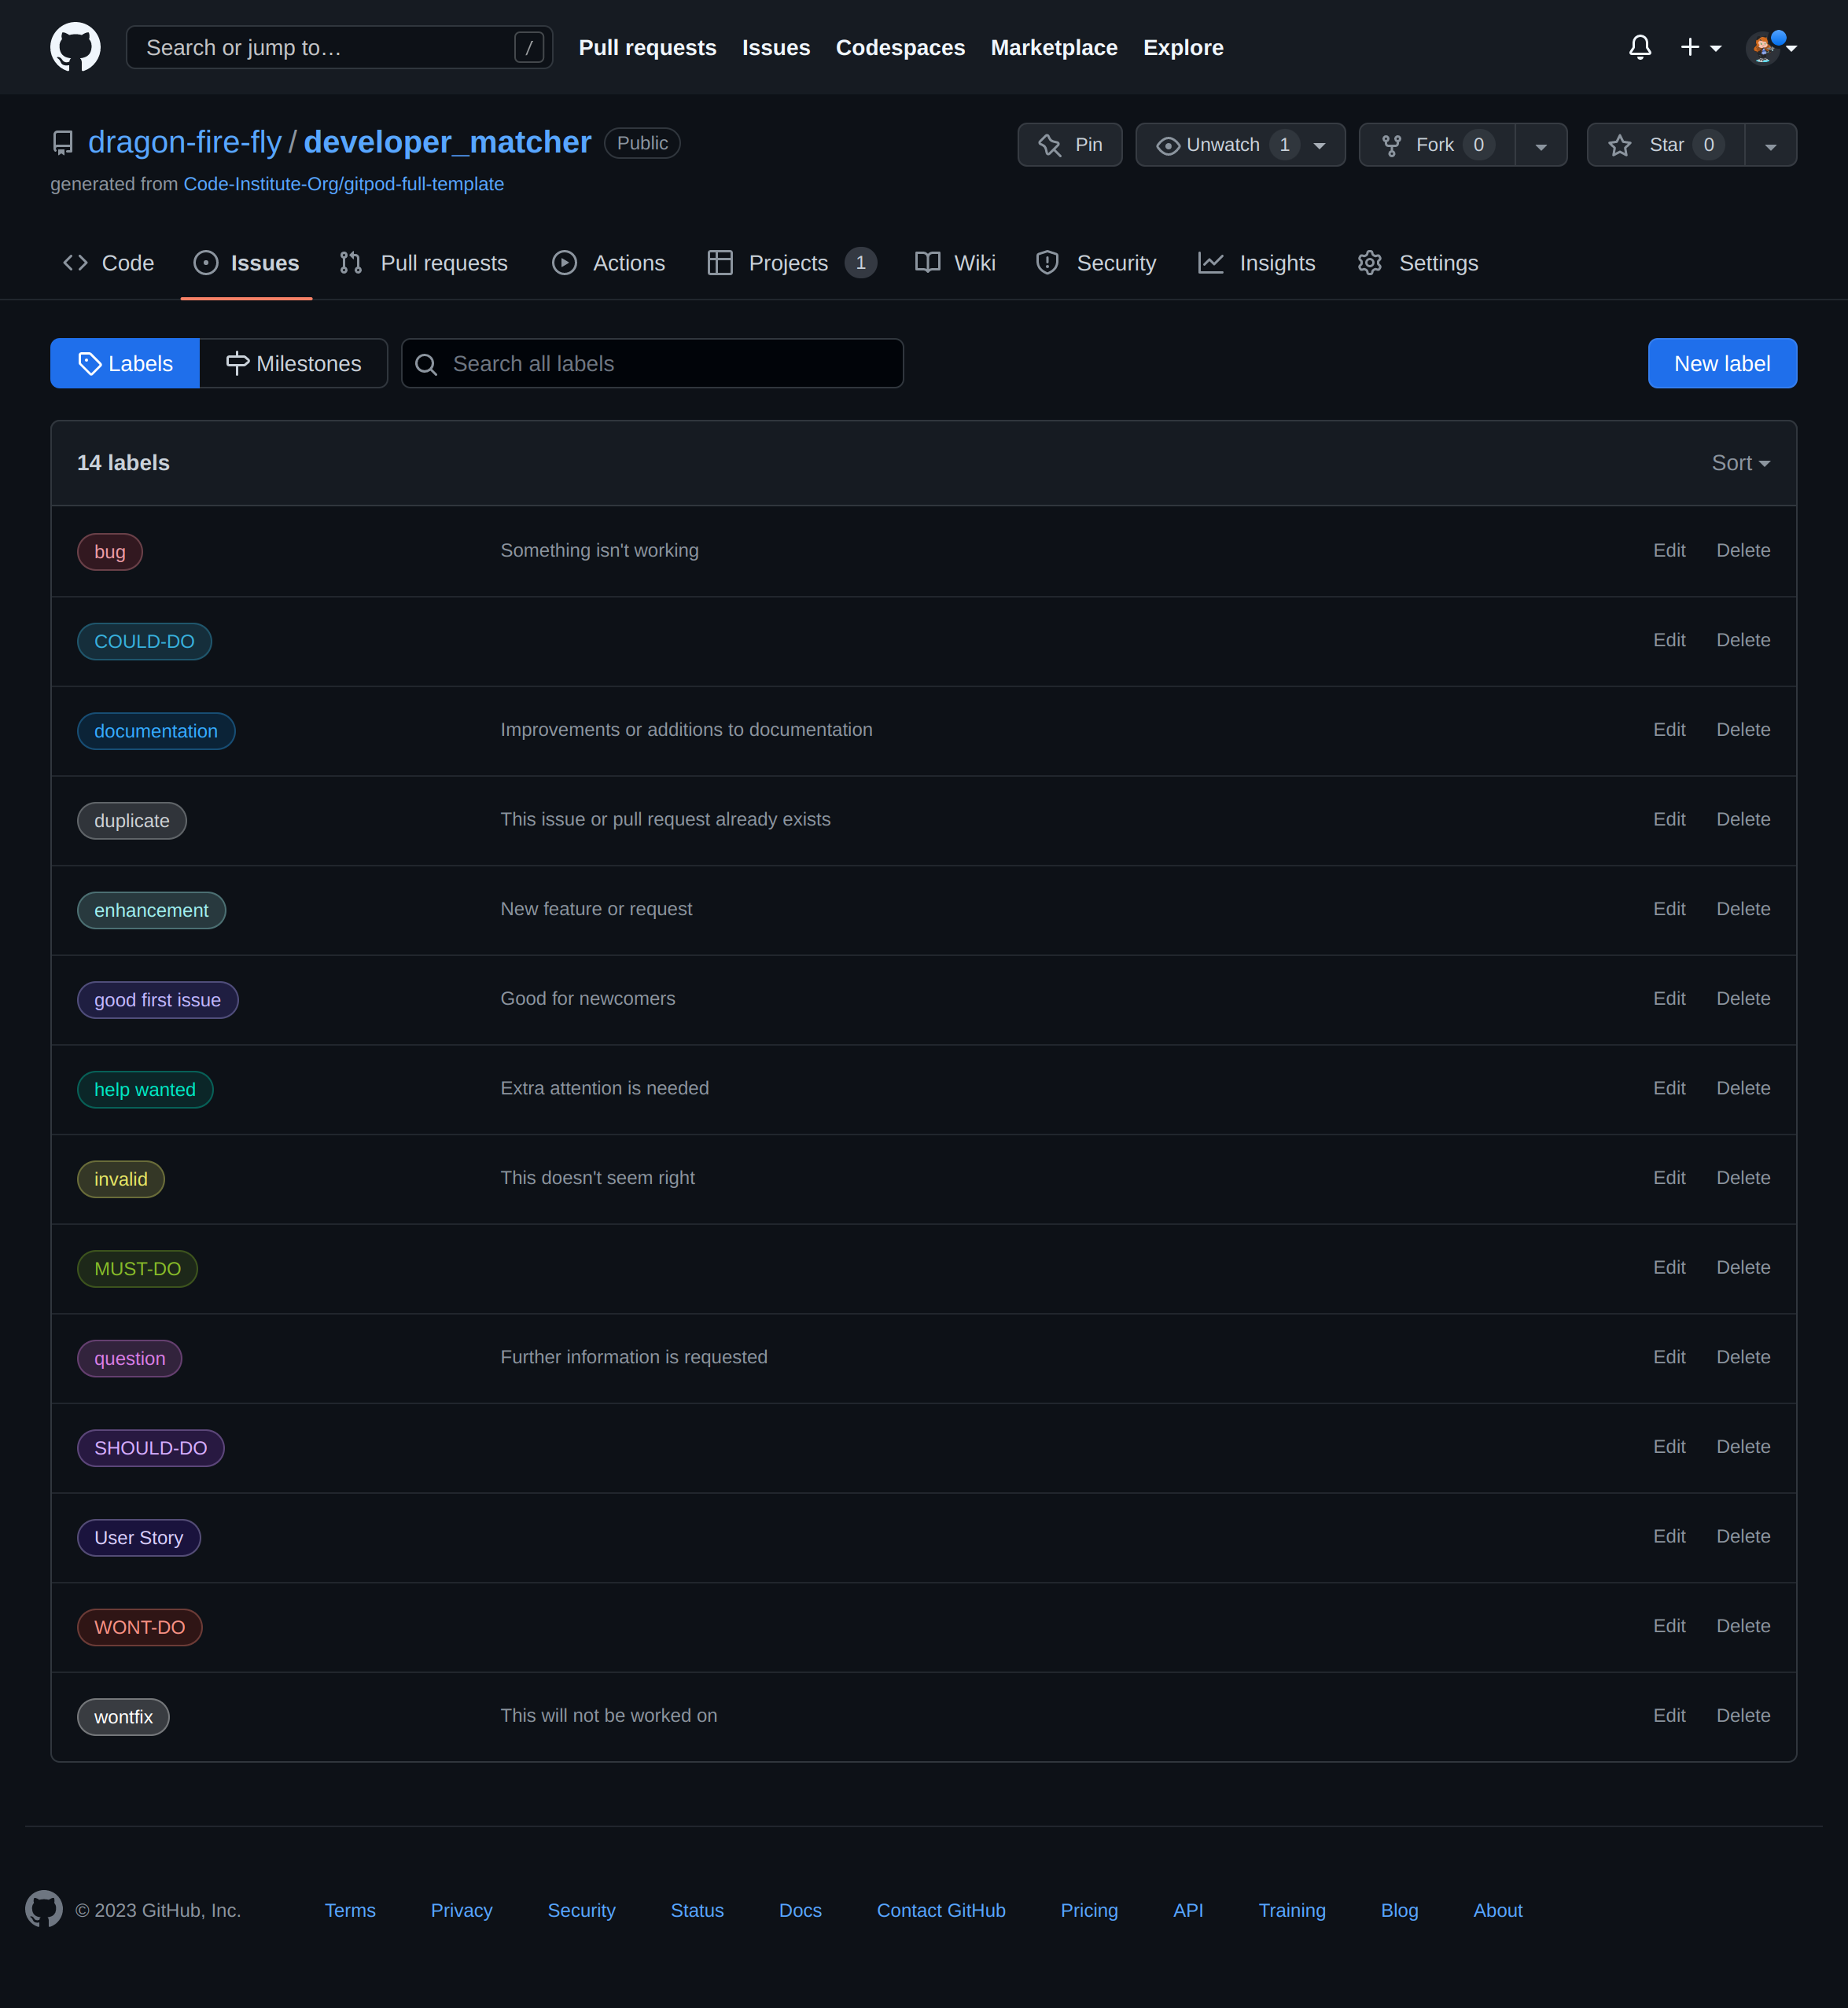 Search or jump to… / Pull requests Issues Codespaces Marketplace Explore
dragon-fire-fly / developer_matcher Public Pin Unwatch 1 Fork 0 Star 0
generated from Code-Institute-Org/gitpod-full-template
Code Issues Pull requests Actions Projects 1 Wiki Security Insights Settings
Labels Milestones Search all labels New label
14 labels Sort
bug Something isn't working Edit Delete
COULD-DO Edit Delete
documentation Improvements or additions to documentation Edit Delete
duplicate This issue or pull request already exists Edit Delete
enhancement New feature or request Edit Delete
good first issue Good for newcomers Edit Delete
help wanted Extra attention is needed Edit Delete
invalid This doesn't seem right Edit Delete
MUST-DO Edit Delete
question Further information is requested Edit Delete
SHOULD-DO Edit Delete
User Story Edit Delete
WONT-DO Edit Delete
wontfix This will not be worked on Edit Delete
© 2023 GitHub, Inc. Terms Privacy Security Status Docs Contact GitHub Pricing API Training Blog About